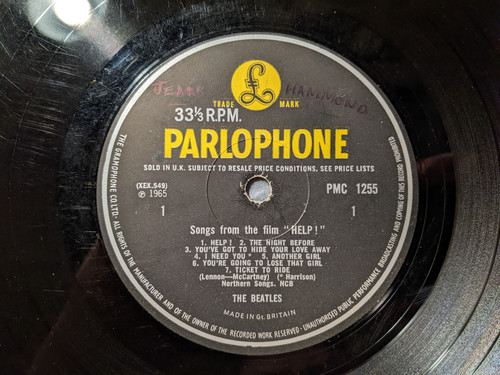 JEAN HAMMOND
£
TRADE MARK
33⅓ R.P.M.
PARLOPHONE
SOLD IN U.K. SUBJECT TO RESALE PRICE CONDITIONS, SEE PRICE LISTS
(XEX.549)
℗ 1965
PMC 1255
1
1
Songs from the film "HELP!"
1. HELP! 2. THE NIGHT BEFORE
3. YOU'VE GOT TO HIDE YOUR LOVE AWAY
4. I NEED YOU* 5. ANOTHER GIRL
6. YOU'RE GOING TO LOSE THAT GIRL
7. TICKET TO RIDE
(Lennon—McCartney) (* Harrison)
Northern Songs. NCB
THE BEATLES
MADE IN GT. BRITAIN
THE GRAMOPHONE CO. LTD · ALL RIGHTS OF THE MANUFACTURER AND OF THE OWNER OF THE RECORDED WORK RESERVED · UNAUTHORISED PUBLIC PERFORMANCE BROADCASTING AND COPYING OF THIS RECORD PROHIBITED